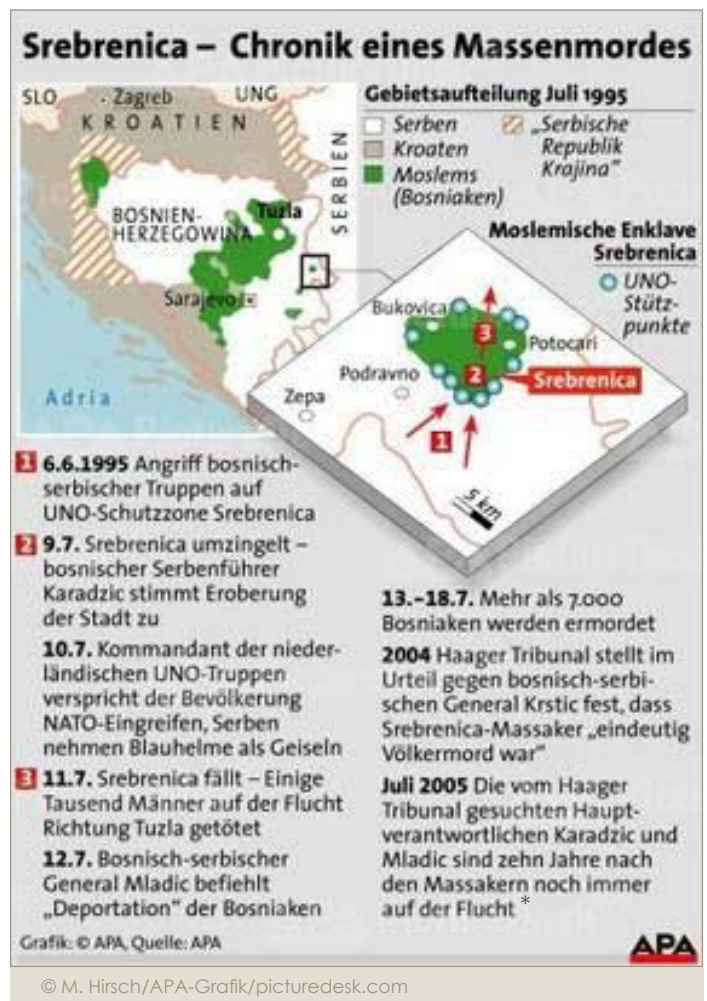 Srebrenica – Chronik eines Massenmordes
SLO
Zagreb
UNG
KROATIEN
SERBIEN
BOSNIEN-
HERZEGOWINA
Tuzla
Sarajevo
Adria
Gebietsaufteilung Juli 1995
Serben
Kroaten
Moslems
(Bosniaken)
„Serbische
Republik
Krajina"
Moslemische Enklave
Srebrenica
UNO-
Stütz-
punkte
Bukovica
3
Potocari
Podravno
2
Srebrenica
Zepa
1
5 km
1 6.6.1995 Angriff bosnisch-
serbischer Truppen auf
UNO-Schutzzone Srebrenica
2 9.7. Srebrenica umzingelt –
bosnischer Serbenführer
Karadzic stimmt Eroberung
der Stadt zu
10.7. Kommandant der nieder-
ländischen UNO-Truppen
verspricht der Bevölkerung
NATO-Eingreifen, Serben
nehmen Blauhelme als Geiseln
3 11.7. Srebrenica fällt – Einige
Tausend Männer auf der Flucht
Richtung Tuzla getötet
12.7. Bosnisch-serbischer
General Mladic befiehlt
„Deportation" der Bosniaken
13.-18.7. Mehr als 7.000
Bosniaken werden ermordet
2004 Haager Tribunal stellt im
Urteil gegen bosnisch-serbi-
schen General Krstic fest, dass
Srebrenica-Massaker „eindeutig
Völkermord war"
Juli 2005 Die vom Haager
Tribunal gesuchten Haupt-
verantwortlichen Karadzic und
Mladic sind zehn Jahre nach
den Massakern noch immer
auf der Flucht *
Grafik: © APA, Quelle: APA
APA
© M. Hirsch/APA-Grafik/picturedesk.com